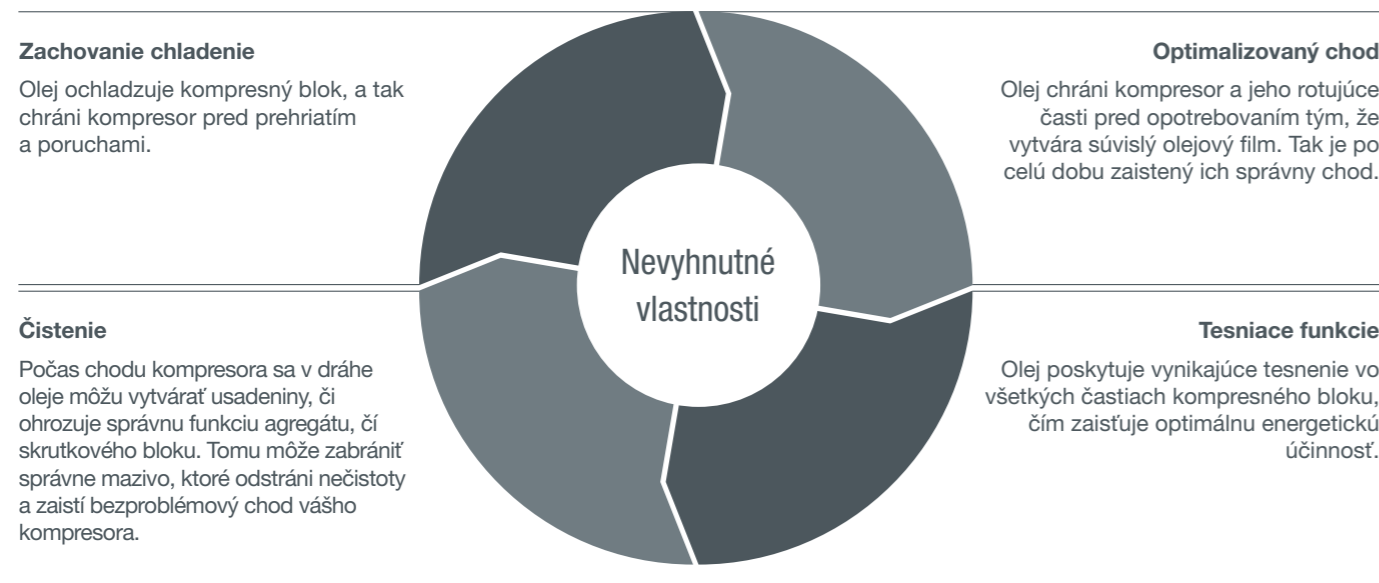 Zachovanie chladenie
Olej ochladzuje kompresný blok, a tak
chráni kompresor pred prehriatím
a poruchami.
Optimalizovaný chod
Olej chráni kompresor a jeho rotujúce
časti pred opotrebovaním tým, že
vytvára súvislý olejový film. Tak je po
celú dobu zaistený ich správny chod.
Nevyhnutné
vlastnosti
Čistenie
Počas chodu kompresora sa v dráhe
oleje môžu vytvárať usadeniny, či
ohrozuje správnu funkciu agregátu, čí
skrutkového bloku. Tomu môže zabrániť
správne mazivo, ktoré odstráni nečistoty
a zaistí bezproblémový chod vášho
kompresora.
Tesniace funkcie
Olej poskytuje vynikajúce tesnenie vo
všetkých častiach kompresného bloku,
čím zaisťuje optimálnu energetickú
účinnosť.